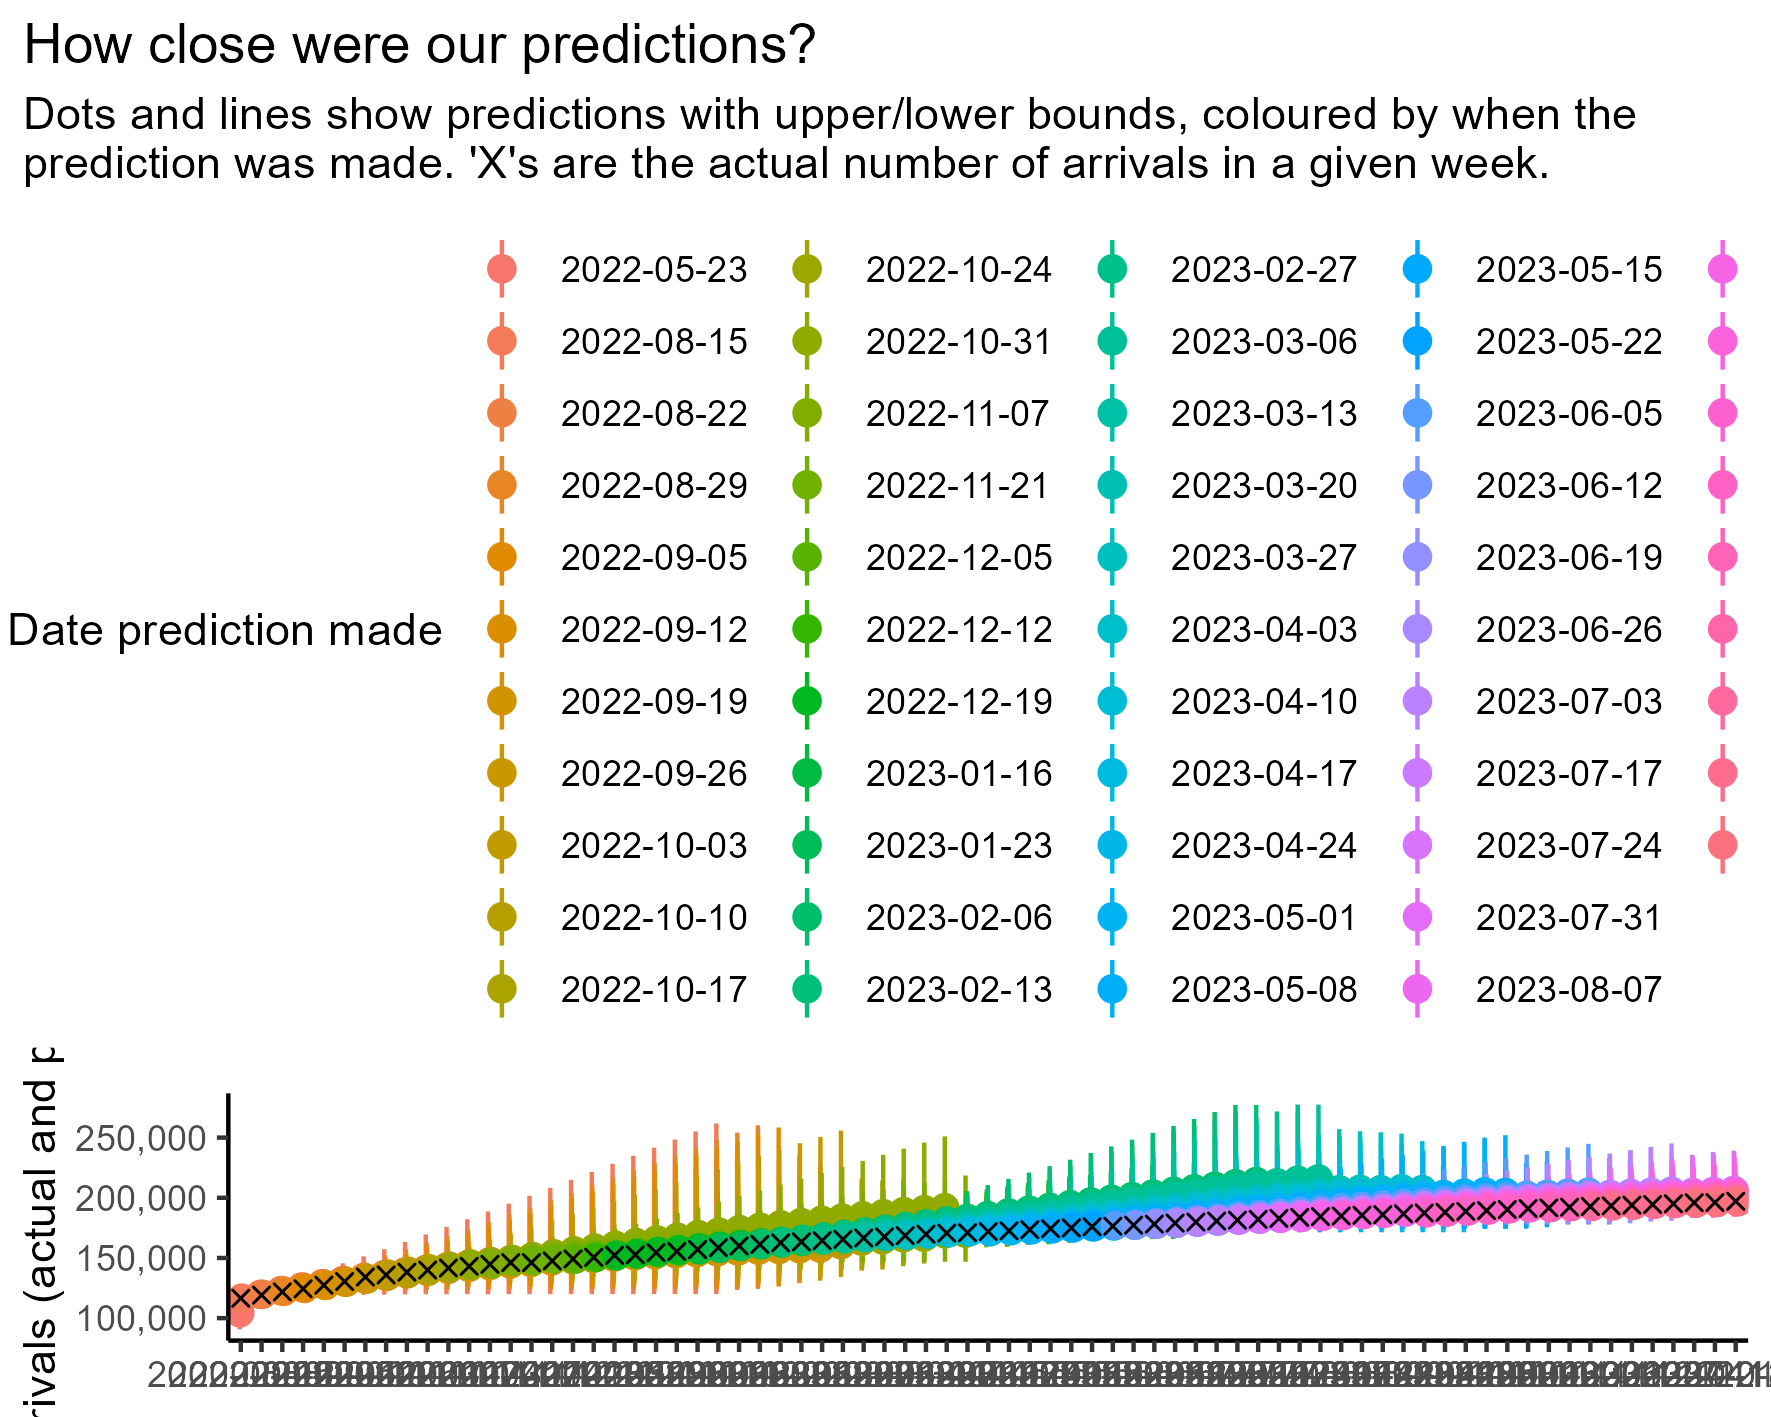 How close were our predictions?
Dots and lines show predictions with upper/lower bounds, coloured by when the
prediction was made. 'X's are the actual number of arrivals in a given week.
Date prediction made
2022-05-23 2022-10-24 2023-02-27 2023-05-15
2022-08-15 2022-10-31 2023-03-06 2023-05-22
2022-08-22 2022-11-07 2023-03-13 2023-06-05
2022-08-29 2022-11-21 2023-03-20 2023-06-12
2022-09-05 2022-12-05 2023-03-27 2023-06-19
2022-09-12 2022-12-12 2023-04-03 2023-06-26
2022-09-19 2022-12-19 2023-04-10 2023-07-03
2022-09-26 2023-01-16 2023-04-17 2023-07-17
2022-10-03 2023-01-23 2023-04-24 2023-07-24
2022-10-10 2023-02-06 2023-05-01 2023-07-31
2022-10-17 2023-02-13 2023-05-08 2023-08-07
rivals (actual and p
250,000
200,000
150,000
100,000